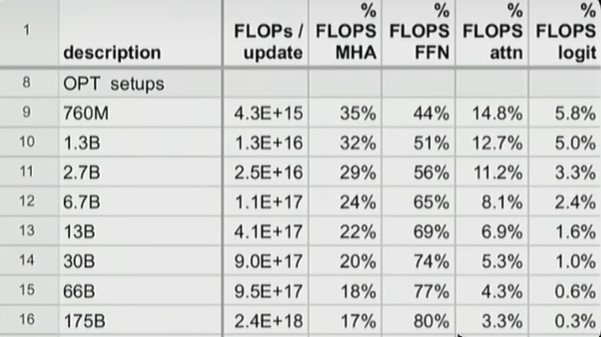 1 description FLOPs / update % FLOPS MHA % FLOPS FFN % FLOPS attn % FLOPS logit
8 OPT setups
9 760M 4.3E+15 35% 44% 14.8% 5.8%
10 1.3B 1.3E+16 32% 51% 12.7% 5.0%
11 2.7B 2.5E+16 29% 56% 11.2% 3.3%
12 6.7B 1.1E+17 24% 65% 8.1% 2.4%
13 13B 4.1E+17 22% 69% 6.9% 1.6%
14 30B 9.0E+17 20% 74% 5.3% 1.0%
15 66B 9.5E+17 18% 77% 4.3% 0.6%
16 175B 2.4E+18 17% 80% 3.3% 0.3%